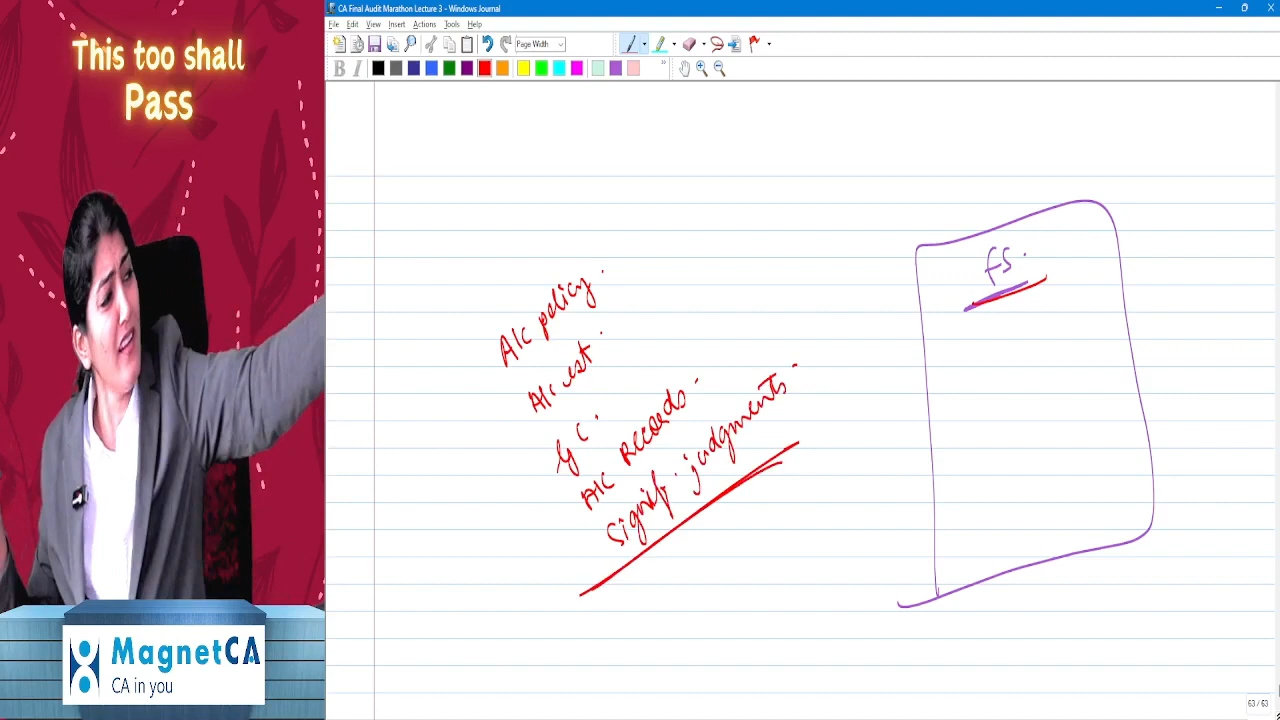 CA Final Audit Marathon Lecture 3 - Windows Journal
File Edit View Insert Actions Tools Help
Page Width
B I
This too shall
Pass
A/c policy.
A/c est.
G C.
A/c Records.
Signif. judgments.
FS.
MagnetCA
CA in you
63 / 63